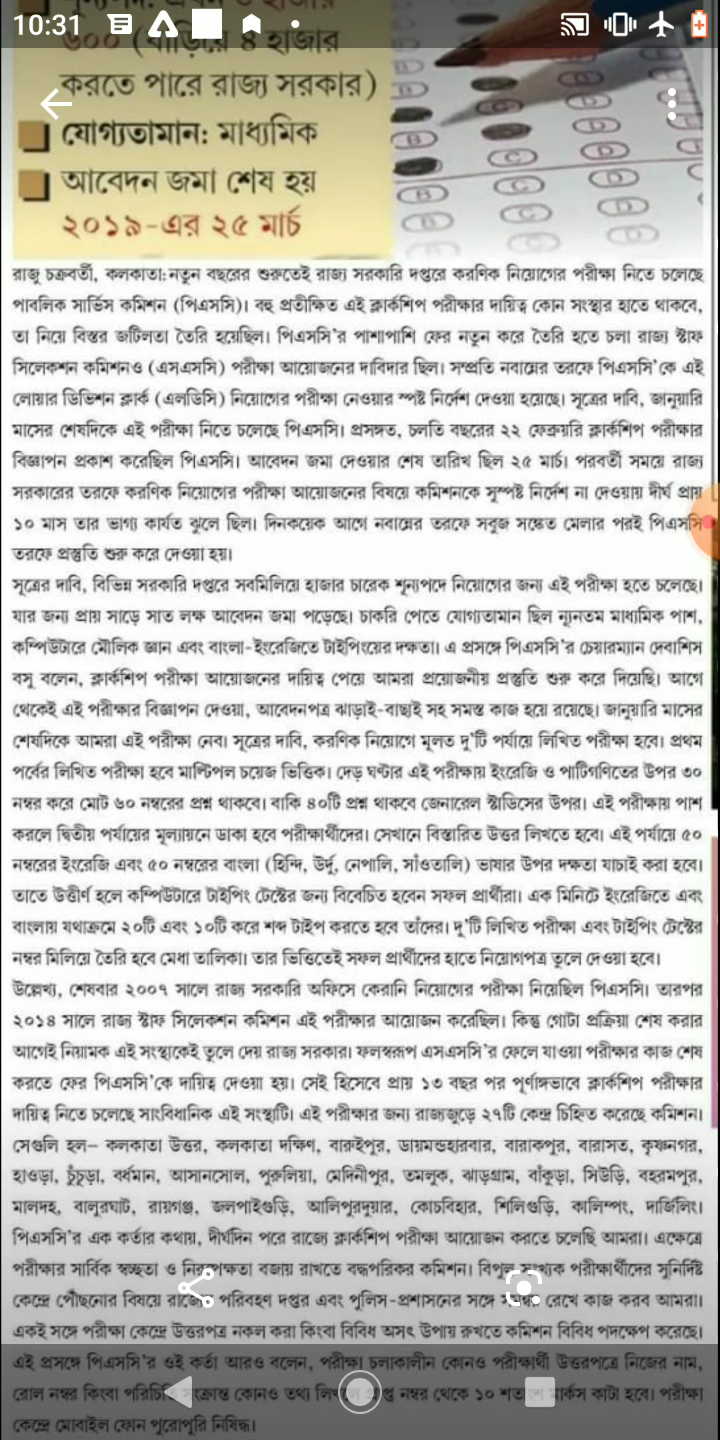 10:31
৬০০ (বাড়িয়ে ৪ হাজার
করতে পারে রাজ্য সরকার)
যোগ্যতামান: মাধ্যমিক
আবেদন জমা শেষ হয়
২০১৯-এর ২৫ মার্চ
রাজু চক্রবর্তী, কলকাতা: নতুন বছরের শুরুতেই রাজ্য সরকারি দপ্তরে করণিক নিয়োগের পরীক্ষা নিতে চলেছে
পাবলিক সার্ভিস কমিশন (পিএসসি)। বহু প্রতীক্ষিত এই ক্লার্কশিপ পরীক্ষার দায়িত্ব কোন সংস্থার হাতে থাকবে,
তা নিয়ে বিস্তর জটিলতা তৈরি হয়েছিল। পিএসসি'র পাশাপাশি ফের নতুন করে তৈরি হতে চলা রাজ্য স্টাফ
সিলেকশন কমিশনও (এসএসসি) পরীক্ষা আয়োজনের দাবিদার ছিল। সম্প্রতি নবান্নের তরফে পিএসসি'কে এই
লোয়ার ডিভিশন ক্লার্ক (এলডিসি) নিয়োগের পরীক্ষা নেওয়ার স্পষ্ট নির্দেশ দেওয়া হয়েছে। সূত্রের দাবি, জানুয়ারি
মাসের শেষদিকে এই পরীক্ষা নিতে চলেছে পিএসসি। প্রসঙ্গত, চলতি বছরের ২২ ফেব্রুয়ারি ক্লার্কশিপ পরীক্ষার
বিজ্ঞাপন প্রকাশ করেছিল পিএসসি। আবেদন জমা দেওয়ার শেষ তারিখ ছিল ২৫ মার্চ। পরবর্তী সময়ে রাজ্য
সরকারের তরফে করণিক নিয়োগের পরীক্ষা আয়োজনের বিষয়ে কমিশনকে সুস্পষ্ট নির্দেশ না দেওয়ায় দীর্ঘ প্রায়
১০ মাস তার ভাগ্য কার্যত ঝুলে ছিল। দিনকয়েক আগে নবান্নের তরফে সবুজ সঙ্কেত মেলার পরই পিএসসি
তরফে প্রস্তুতি শুরু করে দেওয়া হয়।
সূত্রের দাবি, বিভিন্ন সরকারি দপ্তরে সবমিলিয়ে হাজার চারেক শূন্যপদে নিয়োগের জন্য এই পরীক্ষা হতে চলেছে।
যার জন্য প্রায় সাড়ে সাত লক্ষ আবেদন জমা পড়েছে। চাকরি পেতে যোগ্যতামান ছিল ন্যূনতম মাধ্যমিক পাশ,
কম্পিউটারে মৌলিক জ্ঞান এবং বাংলা-ইংরেজিতে টাইপিংয়ের দক্ষতা। এ প্রসঙ্গে পিএসসি'র চেয়ারম্যান দেবাশিস
বসু বলেন, ক্লার্কশিপ পরীক্ষা আয়োজনের দায়িত্ব পেয়ে আমরা প্রয়োজনীয় প্রস্তুতি শুরু করে দিয়েছি। আগে
থেকেই এই পরীক্ষার বিজ্ঞাপন দেওয়া, আবেদনপত্র ঝাড়াই-বাছাই সহ সমস্ত কাজ হয়ে রয়েছে। জানুয়ারি মাসের
শেষদিকে আমরা এই পরীক্ষা নেব। সূত্রের দাবি, করণিক নিয়োগে মূলত দু'টি পর্যায়ে লিখিত পরীক্ষা হবে। প্রথম
পর্বের লিখিত পরীক্ষা হবে মাল্টিপল চয়েজ ভিত্তিক। দেড় ঘণ্টার এই পরীক্ষায় ইংরেজি ও পাটিগণিতের উপর ৩০
নম্বর করে মোট ৬০ নম্বরের প্রশ্ন থাকবে। বাকি ৪০টি প্রশ্ন থাকবে জেনারেল স্টাডিসের উপর। এই পরীক্ষায় পাশ
করলে দ্বিতীয় পর্যায়ের মূল্যায়নে ডাকা হবে পরীক্ষার্থীদের। সেখানে বিস্তারিত উত্তর লিখতে হবে। এই পর্যায়ে ৫০
নম্বরের ইংরেজি এবং ৫০ নম্বরের বাংলা (হিন্দি, উর্দু, নেপালি, সাঁওতালি) ভাষার উপর দক্ষতা যাচাই করা হবে।
তাতে উত্তীর্ণ হলে কম্পিউটারে টাইপিং টেস্টের জন্য বিবেচিত হবেন সফল প্রার্থীরা। এক মিনিটে ইংরেজিতে এবং
বাংলায় যথাক্রমে ২০টি এবং ১০টি করে শব্দ টাইপ করতে হবে তাঁদের। দু'টি লিখিত পরীক্ষা এবং টাইপিং টেস্টের
নম্বর মিলিয়ে তৈরি হবে মেধা তালিকা। তার ভিত্তিতেই সফল প্রার্থীদের হাতে নিয়োগপত্র তুলে দেওয়া হবে।
উল্লেখ্য, শেষবার ২০০৭ সালে রাজ্য সরকারি অফিসে কেরানি নিয়োগের পরীক্ষা নিয়েছিল পিএসসি। তারপর
২০১৪ সালে রাজ্য স্টাফ সিলেকশন কমিশন এই পরীক্ষার আয়োজন করেছিল। কিন্তু গোটা প্রক্রিয়া শেষ করার
আগেই নিয়ামক এই সংস্থাকেই তুলে দেয় রাজ্য সরকার। ফলস্বরূপ এসএসসি'র ফেলে যাওয়া পরীক্ষার কাজ শেষ
করতে ফের পিএসসি'কে দায়িত্ব দেওয়া হয়। সেই হিসেবে প্রায় ১৩ বছর পর পূর্ণাঙ্গভাবে ক্লার্কশিপ পরীক্ষার
দায়িত্ব নিতে চলেছে সাংবিধানিক এই সংস্থাটি। এই পরীক্ষার জন্য রাজ্যজুড়ে ২৭টি কেন্দ্র চিহ্নিত করেছে কমিশন।
সেগুলি হল– কলকাতা উত্তর, কলকাতা দক্ষিণ, বারুইপুর, ডায়মন্ডহারবার, বারাকপুর, বারাসত, কৃষ্ণনগর,
হাওড়া, চুঁচুড়া, বর্ধমান, আসানসোল, পুরুলিয়া, মেদিনীপুর, তমলুক, ঝাড়গ্রাম, বাঁকুড়া, সিউড়ি, বহরমপুর,
মালদহ, বালুরঘাট, রায়গঞ্জ, জলপাইগুড়ি, আলিপুরদুয়ার, কোচবিহার, শিলিগুড়ি, কালিম্পং, দার্জিলিং।
পিএসসি'র এক কর্তার কথায়, দীর্ঘদিন পরে রাজ্যে ক্লার্কশিপ পরীক্ষা আয়োজন করতে চলেছি আমরা। এক্ষেত্রে
পরীক্ষার সার্বিক স্বচ্ছতা ও বজায় রাখতে বদ্ধপরিকর কমিশন। বিপুল পরীক্ষার্থীদের সুনির্দিষ্ট
কেন্দ্রে পৌঁছনোর বিষয়ে পরিবহণ দপ্তর এবং পুলিস-প্রশাসনের সঙ্গে রেখে কাজ করব আমরা।
একই সঙ্গে পরীক্ষা কেন্দ্রে উত্তরপত্র নকল করা কিংবা বিবিধ অসৎ উপায় রুখতে কমিশন বিবিধ পদক্ষেপ করেছে।
এই প্রসঙ্গে পিএসসি'র ওই কর্তা আরও বলেন, পরীক্ষা চলাকালীন কোনও পরীক্ষার্থী উত্তরপত্রে নিজের নাম,
রোল নম্বর কিংবা কোনও তথ্য নম্বর থেকে ১০ মার্কস কাটা হবে। পরীক্ষা
কেন্দ্রে মোবাইল ফোন পুরোপুরি নিষিদ্ধ।